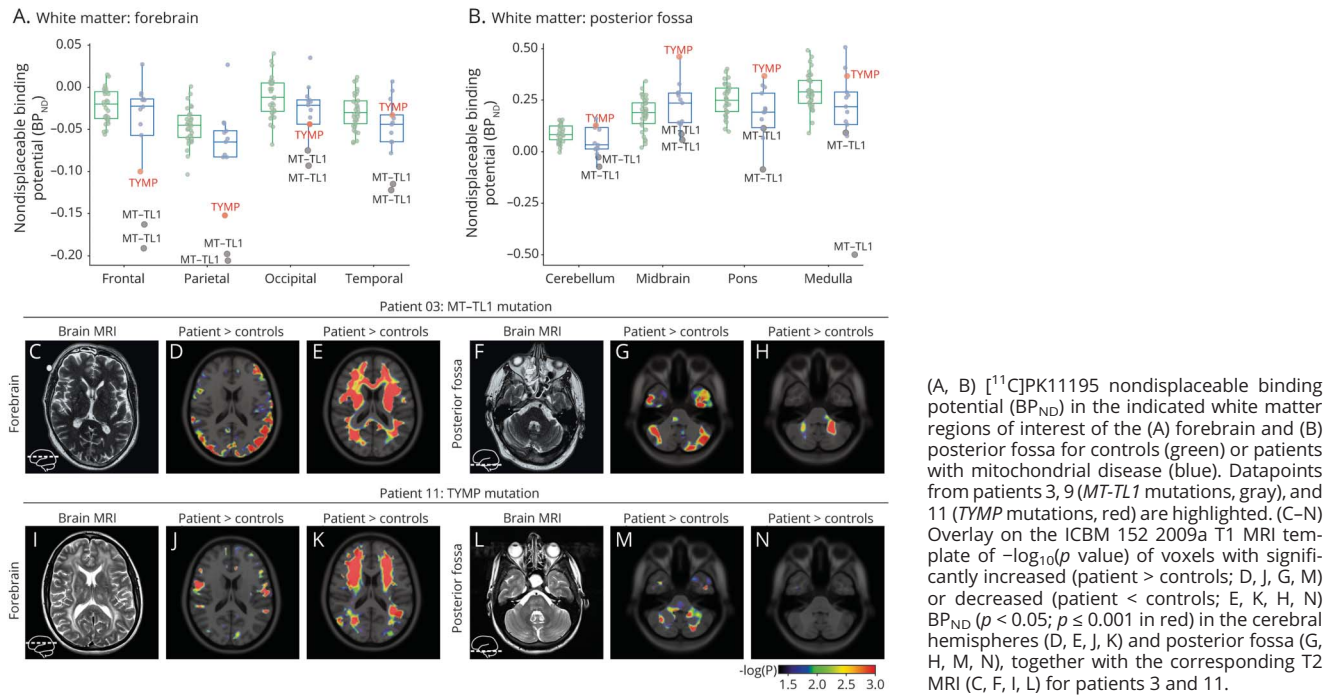 A. White matter: forebrain
Nondisplaceable binding
potential (BPND)
0.05
0.00
−0.05
−0.10
−0.15
−0.20
TYMP
MT–TL1
MT–TL1
TYMP
MT–TL1
MT–TL1
TYMP
MT–TL1
MT–TL1
TYMP
MT–TL1
MT–TL1
Frontal
Parietal
Occipital
Temporal
B. White matter: posterior fossa
Nondisplaceable binding
potential (BPND)
0.50
0.25
0.00
−0.25
−0.50
TYMP
MT–TL1
MT–TL1
TYMP
MT–TL1
MT–TL1
TYMP
MT–TL1
MT–TL1
TYMP
MT–TL1
MT–TL1
Cerebellum
Midbrain
Pons
Medulla
Patient 03: MT–TL1 mutation
Brain MRI
Patient > controls
Patient > controls
Brain MRI
Patient > controls
Patient > controls
Forebrain
C
D
E
Posterior fossa
F
G
H
Patient 11: TYMP mutation
Brain MRI
Patient > controls
Patient > controls
Brain MRI
Patient > controls
Patient > controls
Forebrain
I
J
K
Posterior fossa
L
M
N
-log(P)
1.5
2.0
2.5
3.0
(A, B) [¹¹C]PK11195 nondisplaceable binding
potential (BPND) in the indicated white matter
regions of interest of the (A) forebrain and (B)
posterior fossa for controls (green) or patients
with mitochondrial disease (blue). Datapoints
from patients 3, 9 (MT-TL1 mutations, gray), and
11 (TYMP mutations, red) are highlighted. (C–N)
Overlay on the ICBM 152 2009a T1 MRI tem-
plate of −log₁₀(p value) of voxels with signifi-
cantly increased (patient > controls; D, J, G, M)
or decreased (patient < controls; E, K, H, N)
BPND (p < 0.05; p ≤ 0.001 in red) in the cerebral
hemispheres (D, E, J, K) and posterior fossa (G,
H, M, N), together with the corresponding T2
MRI (C, F, I, L) for patients 3 and 11.